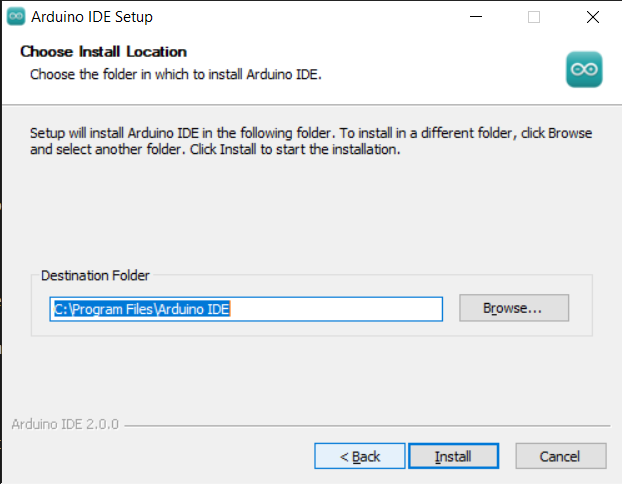 Arduino IDE Setup
Choose Install Location
Choose the folder in which to install Arduino IDE.
Setup will install Arduino IDE in the following folder. To install in a different folder, click Browse
and select another folder. Click Install to start the installation.
Destination Folder
C:\Program Files\Arduino IDE
Browse...
Arduino IDE 2.0.0
< Back
Install
Cancel